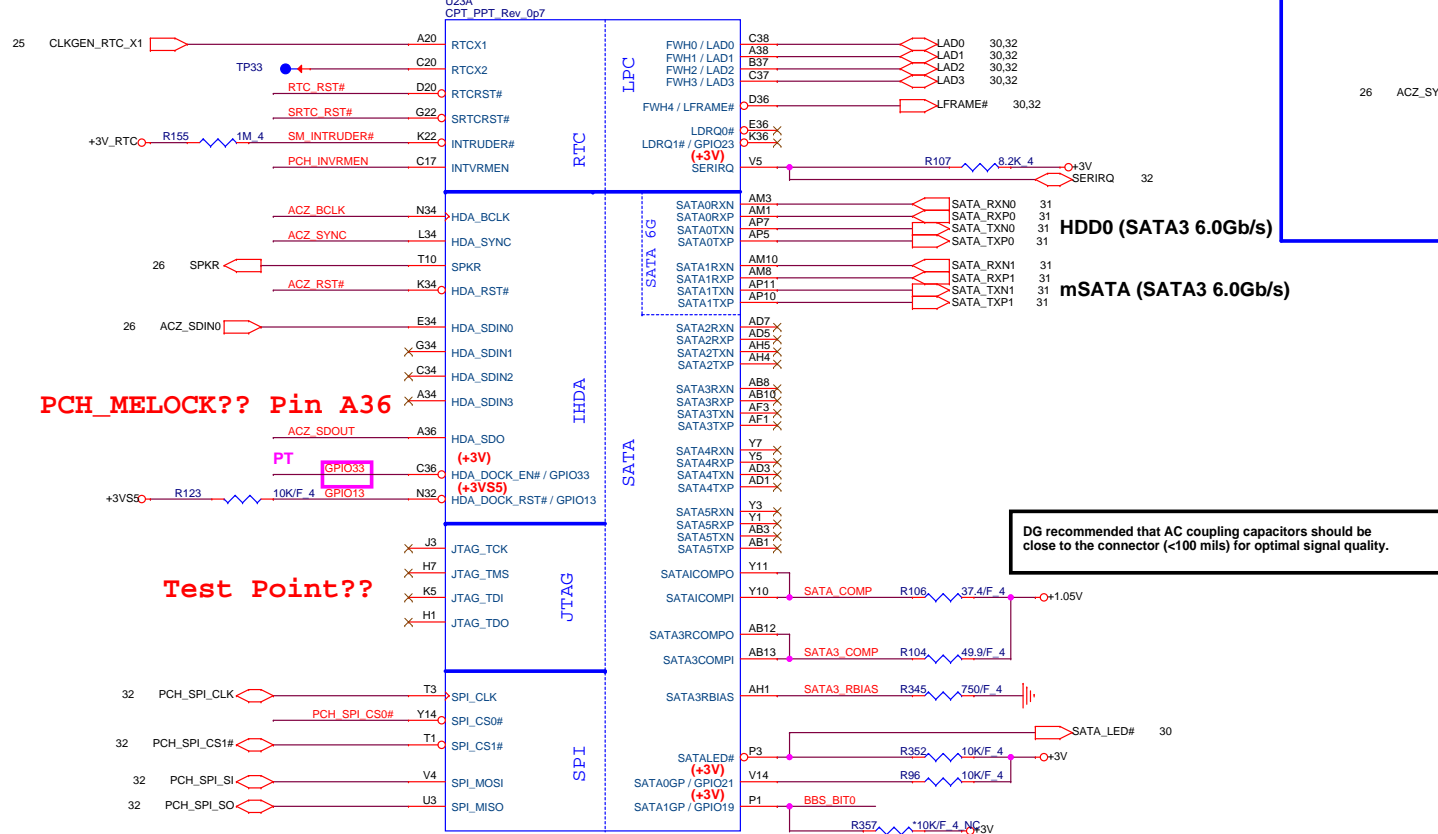 U23A
CPT_PPT_Rev_0p7
25 CLKGEN_RTC_X1 A20 RTCX1
TP33 C20 RTCX2
RTC_RST# D20 RTCRST#
SRTC_RST# G22 SRTCRST#
+3V_RTC R155 1M_4 SM_INTRUDER# K22 INTRUDER#
PCH_INVRMEN C17 INTVRMEN
RTC
LPC
FWH0 / LAD0 C38 LAD0 30,32
FWH1 / LAD1 A38 LAD1 30,32
FWH2 / LAD2 B37 LAD2 30,32
FWH3 / LAD3 C37 LAD3 30,32
FWH4 / LFRAME# D36 LFRAME# 30,32
LDRQ0# E36
LDRQ1# / GPIO23 K36
(+3V)
SERIRQ V5 R107 8.2K_4 +3V
SERIRQ 32
26 ACZ_SY
ACZ_BCLK N34 HDA_BCLK
ACZ_SYNC L34 HDA_SYNC
26 SPKR T10 SPKR
ACZ_RST# K34 HDA_RST#
26 ACZ_SDIN0 E34 HDA_SDIN0
G34 HDA_SDIN1
C34 HDA_SDIN2
A34 HDA_SDIN3
PCH_MELOCK?? Pin A36
ACZ_SDOUT A36 HDA_SDO
(+3V)
PT
GPIO33 C36 HDA_DOCK_EN# / GPIO33
(+3VS5)
+3VS5 R123 10K/F_4 GPIO13 N32 HDA_DOCK_RST# / GPIO13
IHDA
SATA 6G
SATA
SATA0RXN AM3 SATA_RXN0 31
SATA0RXP AM1 SATA_RXP0 31
SATA0TXN AP7 SATA_TXN0 31
SATA0TXP AP5 SATA_TXP0 31
HDD0 (SATA3 6.0Gb/s)
SATA1RXN AM10 SATA_RXN1 31
SATA1RXP AM8 SATA_RXP1 31
SATA1TXN AP11 SATA_TXN1 31
SATA1TXP AP10 SATA_TXP1 31
mSATA (SATA3 6.0Gb/s)
SATA2RXN AD7
SATA2RXP AD5
SATA2TXN AH5
SATA2TXP AH4
SATA3RXN AB8
SATA3RXP AB10
SATA3TXN AF3
SATA3TXP AF1
SATA4RXN Y7
SATA4RXP Y5
SATA4TXN AD3
SATA4TXP AD1
SATA5RXN Y3
SATA5RXP Y1
SATA5TXN AB3
SATA5TXP AB1
DG recommended that AC coupling capacitors should be
close to the connector (<100 mils) for optimal signal quality.
J3 JTAG_TCK
H7 JTAG_TMS
Test Point??
K5 JTAG_TDI
H1 JTAG_TDO
JTAG
SATAICOMPO Y11
SATAICOMPI Y10 SATA_COMP R106 37.4/F_4 +1.05V
SATA3RCOMPO AB12
SATA3COMPI AB13 SATA3_COMP R104 49.9/F_4
SATA3RBIAS AH1 SATA3_RBIAS R345 750/F_4
32 PCH_SPI_CLK T3 SPI_CLK
PCH_SPI_CS0# Y14 SPI_CS0#
32 PCH_SPI_CS1# T1 SPI_CS1#
32 PCH_SPI_SI V4 SPI_MOSI
32 PCH_SPI_SO U3 SPI_MISO
SPI
SATA_LED# 30
SATALED# P3 R352 10K/F_4 +3V
(+3V)
SATA0GP / GPIO21 V14 R96 10K/F_4
(+3V)
SATA1GP / GPIO19 P1 BBS_BIT0
R357 *10K/F_4_NC +3V